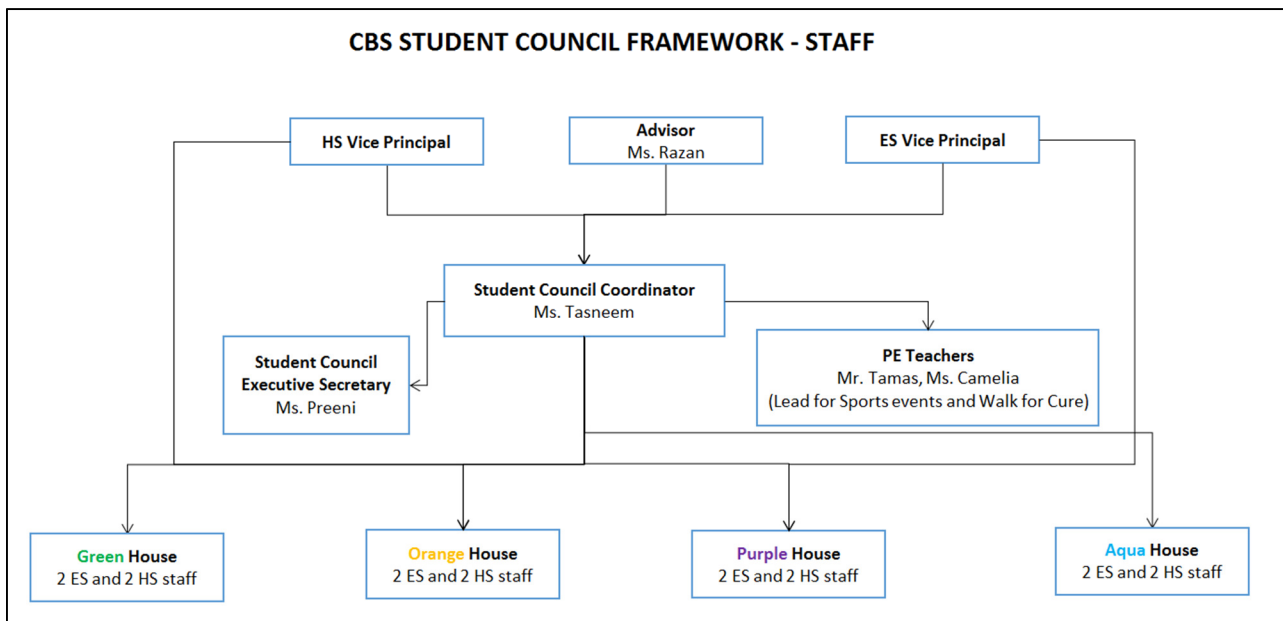 CBS STUDENT COUNCIL FRAMEWORK - STAFF
HS Vice Principal
Advisor
Ms. Razan
ES Vice Principal
Student Council Coordinator
Ms. Tasneem
Student Council
Executive Secretary
Ms. Preeni
PE Teachers
Mr. Tamas, Ms. Camelia
(Lead for Sports events and Walk for Cure)
Green House
2 ES and 2 HS staff
Orange House
2 ES and 2 HS staff
Purple House
2 ES and 2 HS staff
Aqua House
2 ES and 2 HS staff